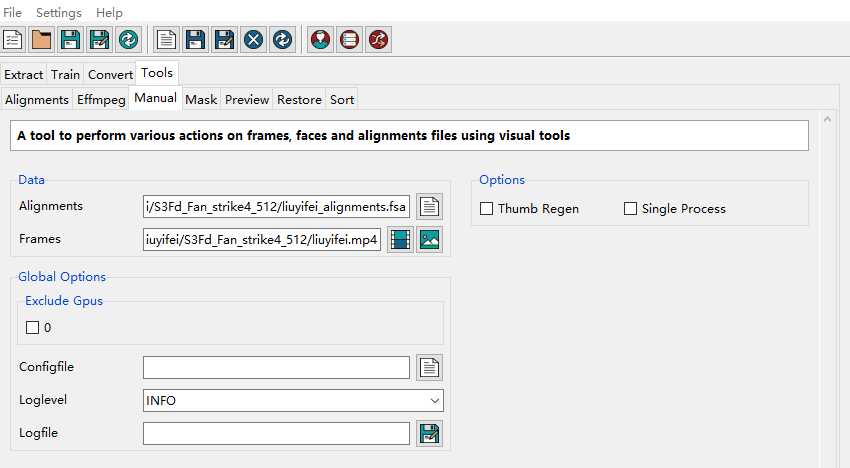 File Settings Help
Extract Train Convert Tools
Alignments Effmpeg Manual Mask Preview Restore Sort
A tool to perform various actions on frames, faces and alignments files using visual tools
Data
Alignments i/S3Fd_Fan_strike4_512/liuyifei_alignments.fsa
Frames iuyifei/S3Fd_Fan_strike4_512/liuyifei.mp4
Options
Thumb Regen Single Process
Global Options
Exclude Gpus
0
Configfile
Loglevel INFO
Logfile